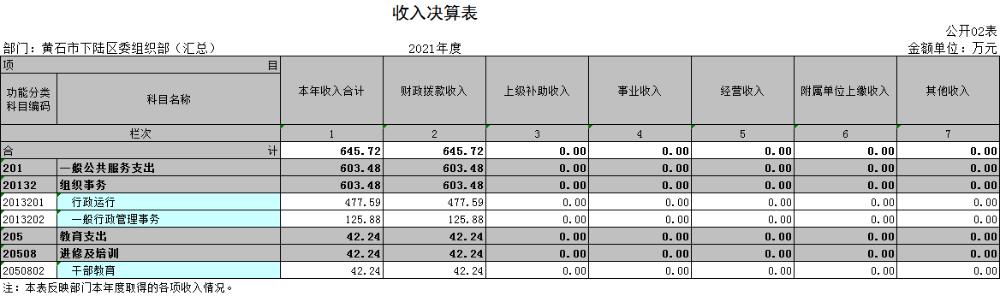 收入决算表
公开02表
部门：黄石市下陆区委组织部（汇总） 2021年度 金额单位：万元
项 目 本年收入合计 财政拨款收入 上级补助收入 事业收入 经营收入 附属单位上缴收入 其他收入
功能分类科目编码 科目名称
栏次 1 2 3 4 5 6 7
合 计 645.72 645.72 0.00 0.00 0.00 0.00 0.00
201 一般公共服务支出 603.48 603.48 0.00 0.00 0.00 0.00 0.00
20132 组织事务 603.48 603.48 0.00 0.00 0.00 0.00 0.00
2013201 行政运行 477.59 477.59 0.00 0.00 0.00 0.00 0.00
2013202 一般行政管理事务 125.88 125.88 0.00 0.00 0.00 0.00 0.00
205 教育支出 42.24 42.24 0.00 0.00 0.00 0.00 0.00
20508 进修及培训 42.24 42.24 0.00 0.00 0.00 0.00 0.00
2050802 干部教育 42.24 42.24 0.00 0.00 0.00 0.00 0.00
注：本表反映部门本年度取得的各项收入情况。